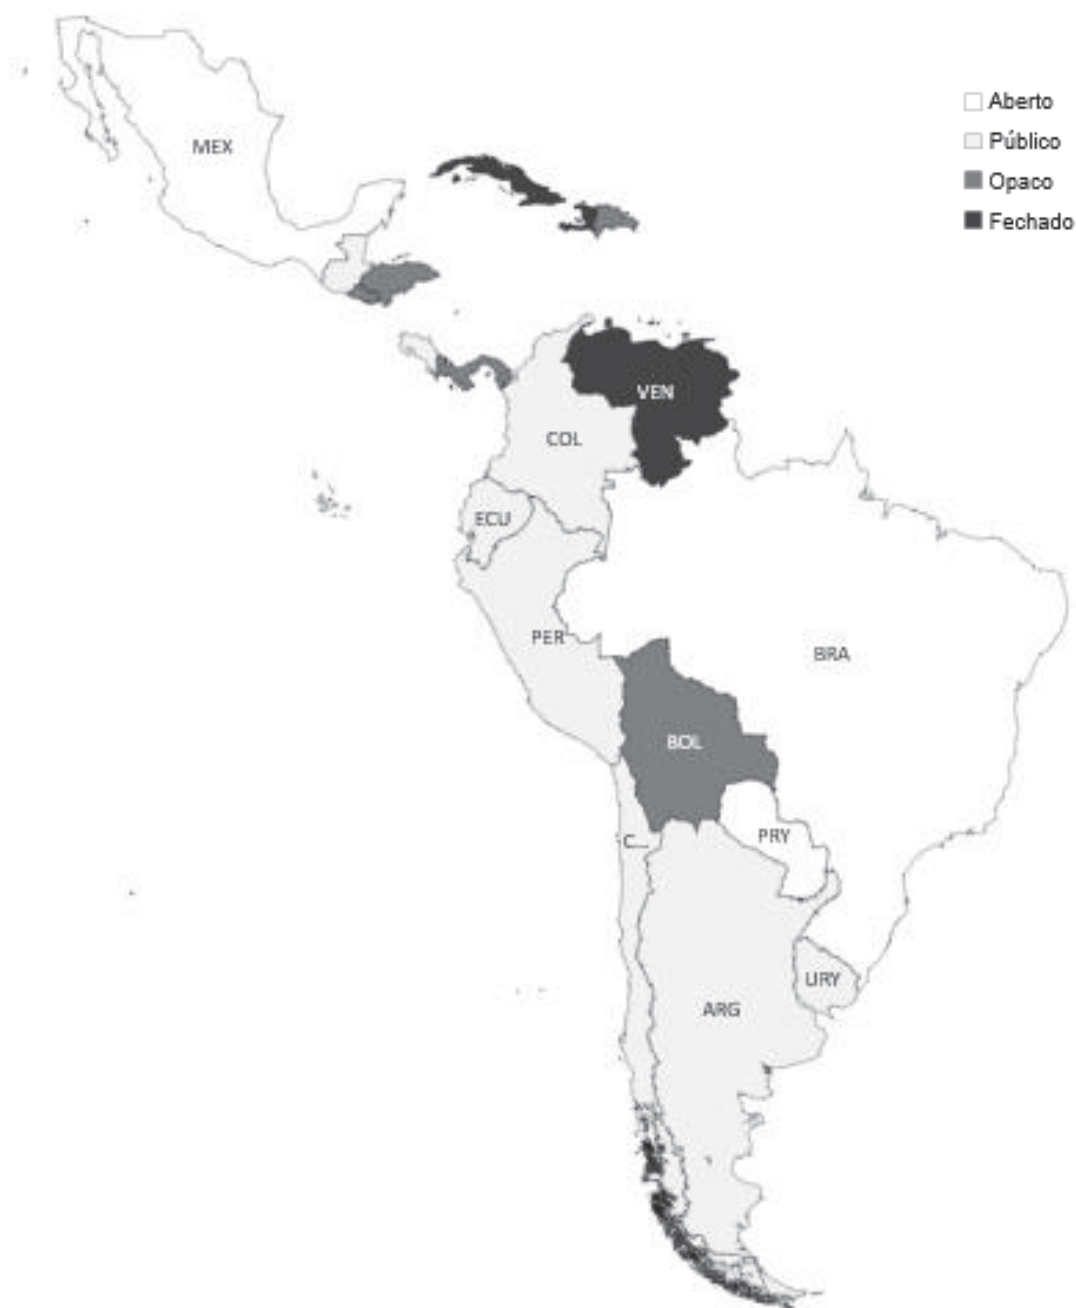 Aberto
Público
Opaco
Fechado
MEX
VEN
COL
ECU
PER
BRA
BOL
PRY
C...
URY
ARG